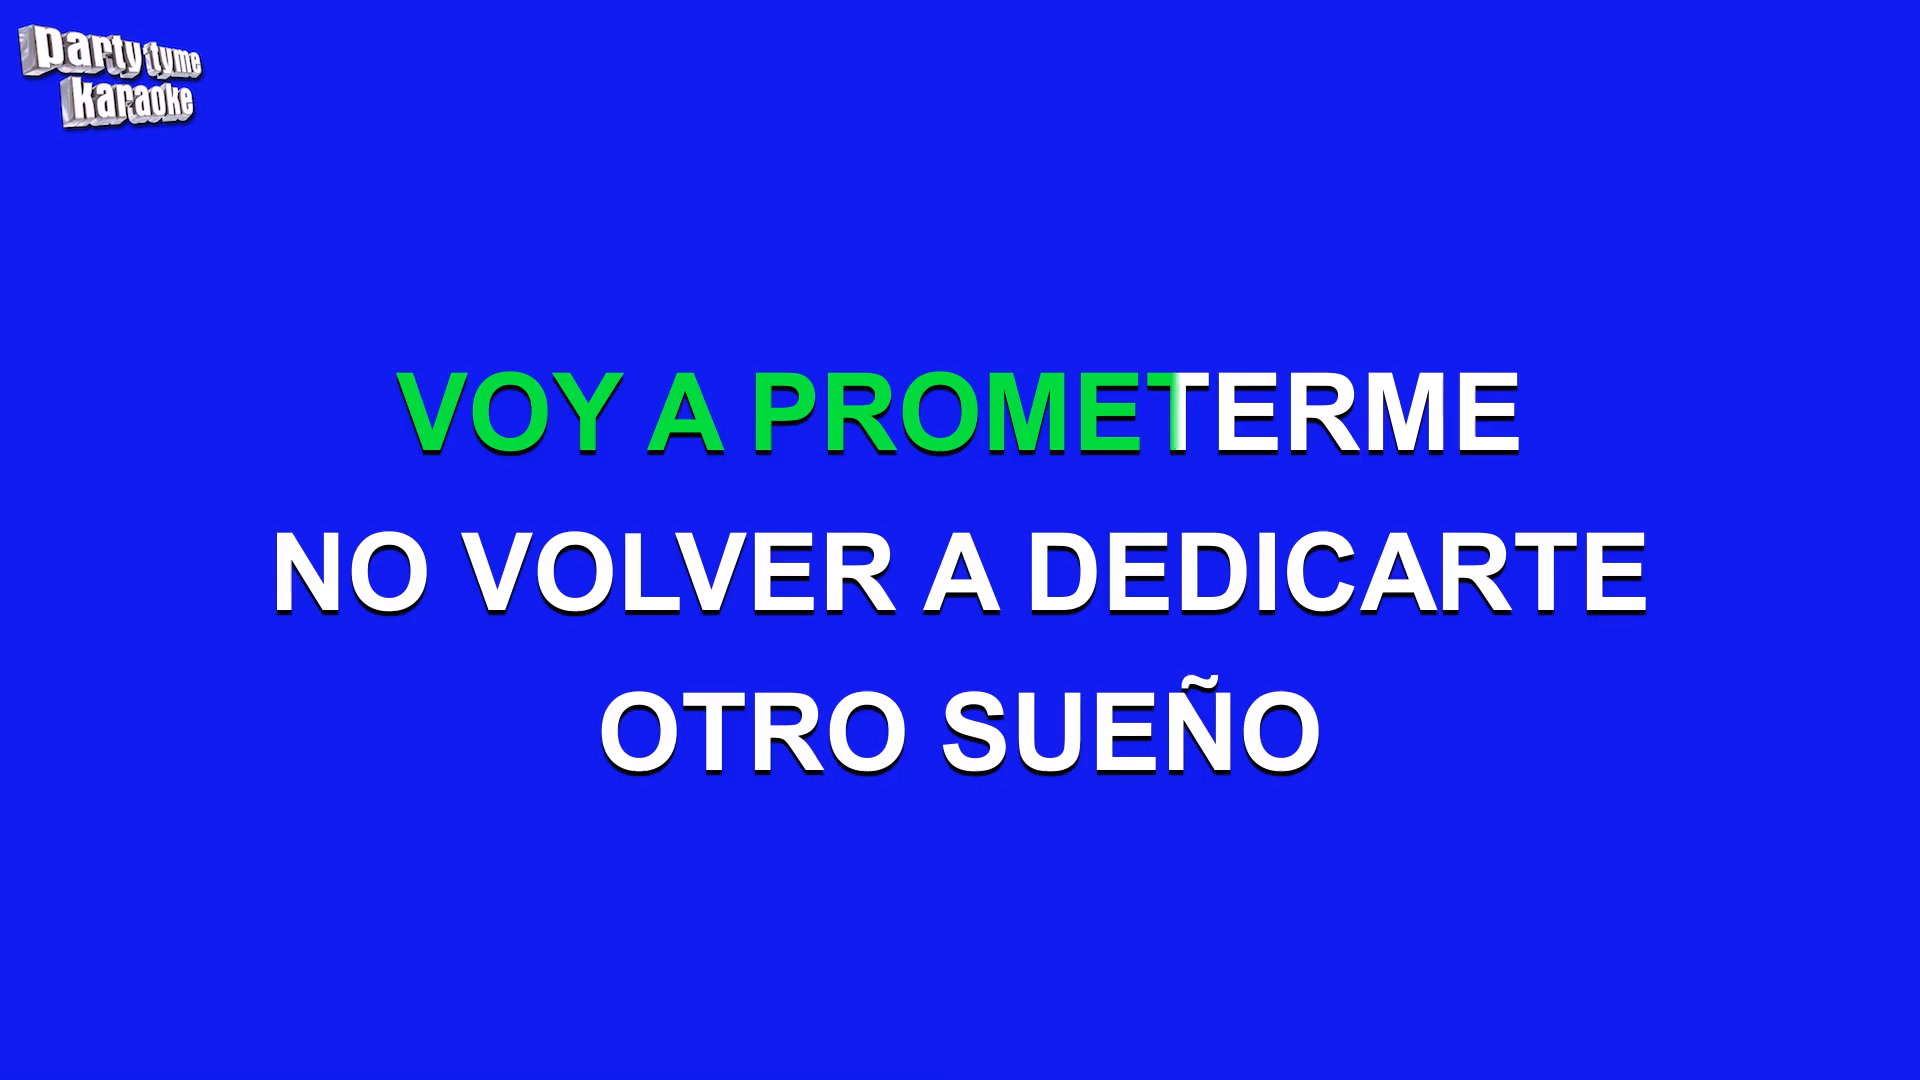 party tyme
karaoke
VOY A PROMETERME
NO VOLVER A DEDICARTE
OTRO SUEÑO